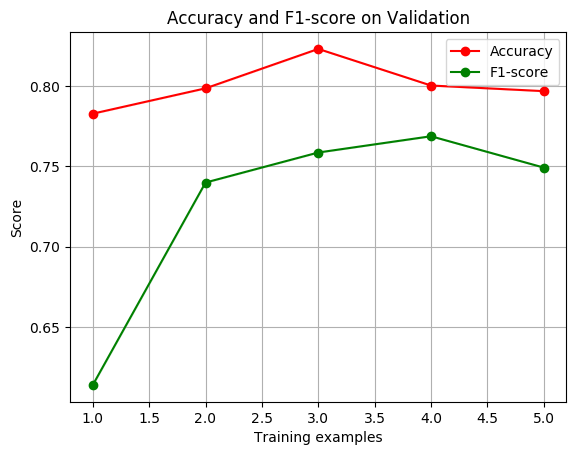 Accuracy and F1-score on Validation
Accuracy
F1-score
0.80
0.75
0.70
0.65
Score
1.0 1.5 2.0 2.5 3.0 3.5 4.0 4.5 5.0
Training examples